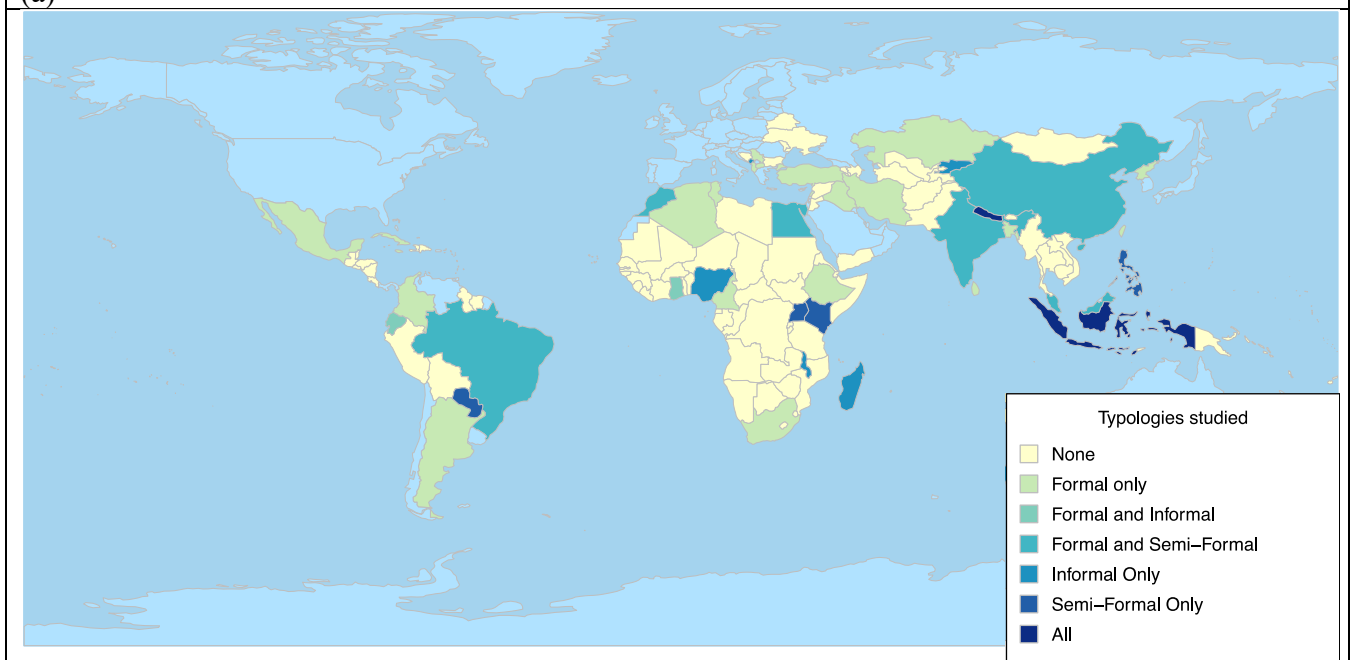 (a)
Typologies studied
None
Formal only
Formal and Informal
Formal and Semi−Formal
Informal Only
Semi−Formal Only
All